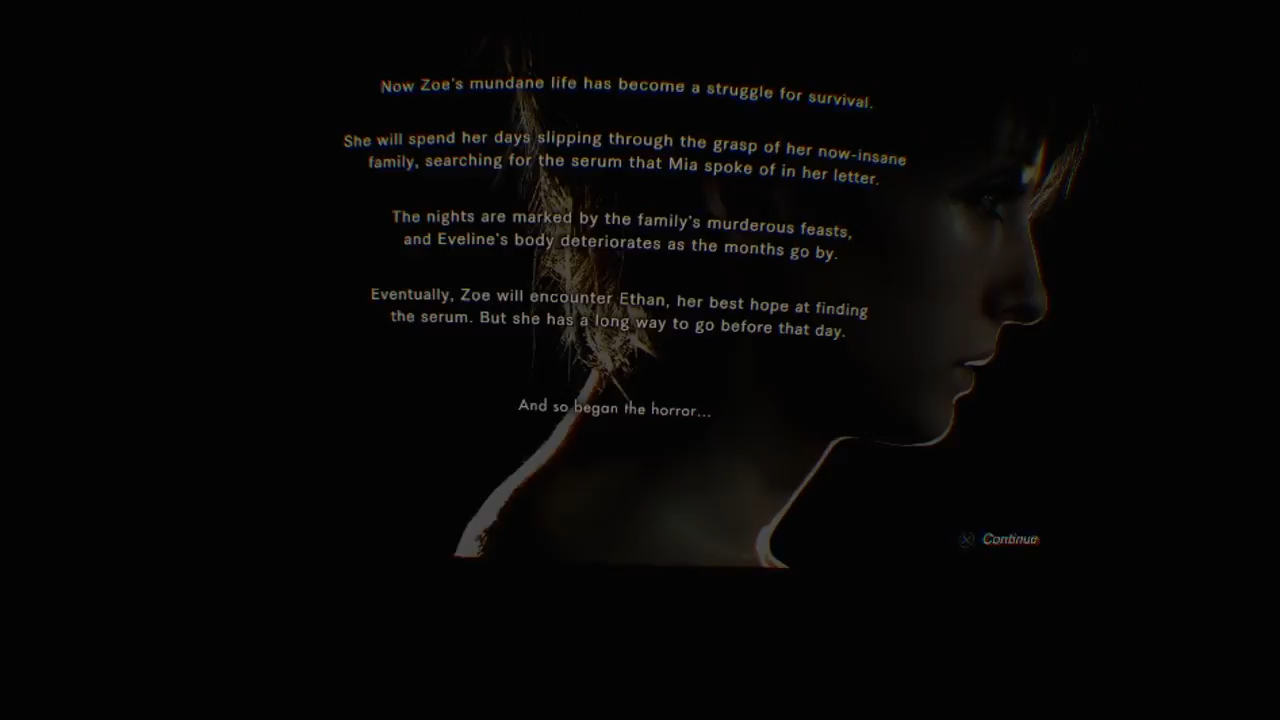 Now Zoe's mundane life has become a struggle for survival.
She will spend her days slipping through the grasp of her now-insane
family, searching for the serum that Mia spoke of in her letter.
The nights are marked by the family's murderous feasts,
and Eveline's body deteriorates as the months go by.
Eventually, Zoe will encounter Ethan, her best hope at finding
the serum. But she has a long way to go before that day.
And so began the horror...
Continue